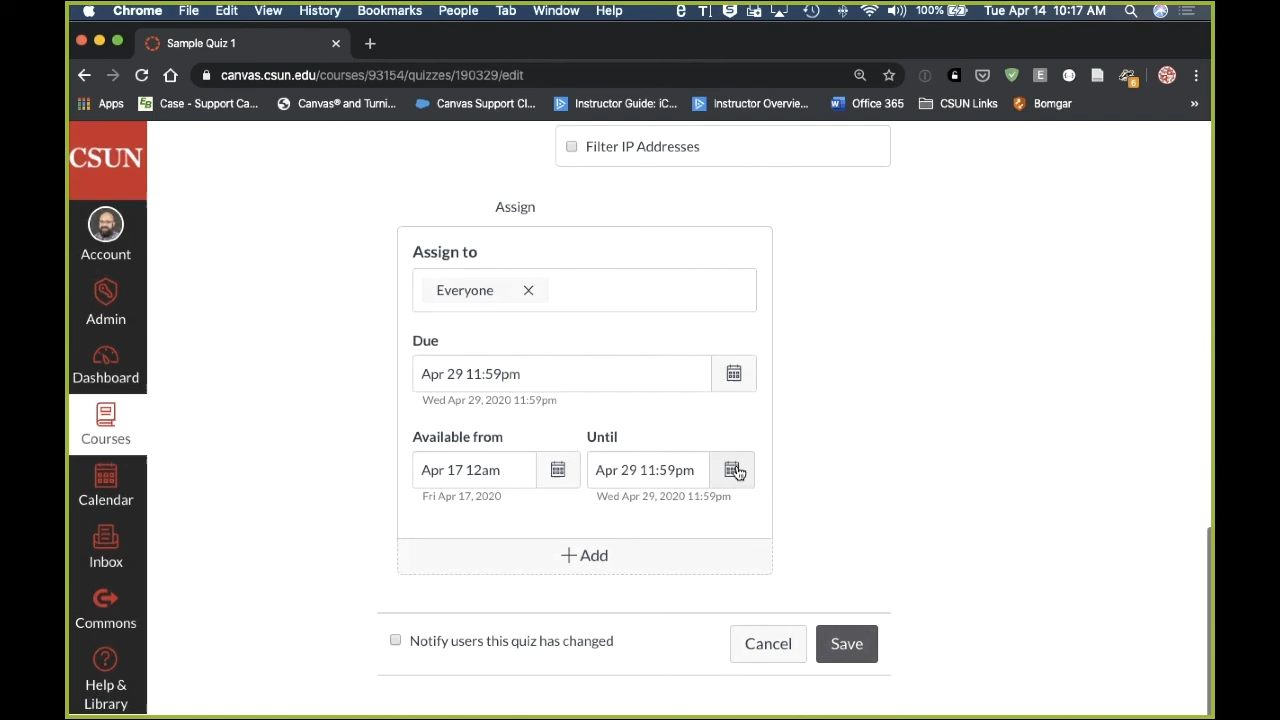 Chrome File Edit View History Bookmarks People Tab Window Help 100% Tue Apr 14 10:17 AM
Sample Quiz 1
canvas.csun.edu/courses/93154/quizzes/190329/edit
E
6
Apps Case - Support Ca... Canvas® and Turni... Canvas Support Cl... Instructor Guide: iC... Instructor Overvie... Office 365 CSUN Links Bomgar »
CSUN
Account
Admin
Dashboard
Courses
Calendar
Inbox
Commons
Help &
Library
Filter IP Addresses
Assign
Assign to
Everyone
Due
Apr 29 11:59pm
Wed Apr 29, 2020 11:59pm
Available from Until
Apr 17 12am Apr 29 11:59pm
Fri Apr 17, 2020 Wed Apr 29, 2020 11:59pm
+ Add
Notify users this quiz has changed Cancel Save